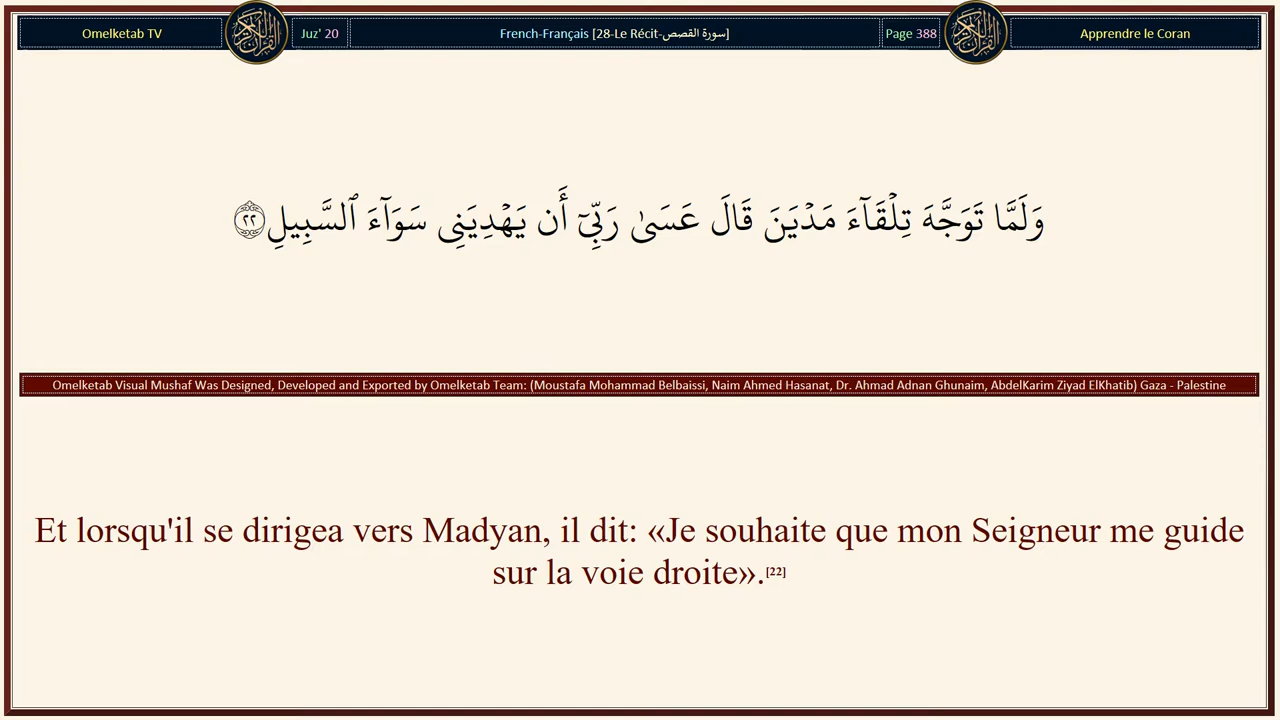 Omelketab TV
Juz' 20
French-Français [28-Le Récit-سورة القصص]
Page 388
Apprendre le Coran
وَلَمَّا تَوَجَّهَ تِلۡقَآءَ مَدۡيَنَ قَالَ عَسَىٰ رَبِّيٓ أَن يَهۡدِيَنِي سَوَآءَ ٱلسَّبِيلِ ٢٢
Omelketab Visual Mushaf Was Designed, Developed and Exported by Omelketab Team: (Moustafa Mohammad Belbaissi, Naim Ahmed Hasanat, Dr. Ahmad Adnan Ghunaim, AbdelKarim Ziyad ElKhatib) Gaza - Palestine
Et lorsqu'il se dirigea vers Madyan, il dit: «Je souhaite que mon Seigneur me guide
sur la voie droite».[22]